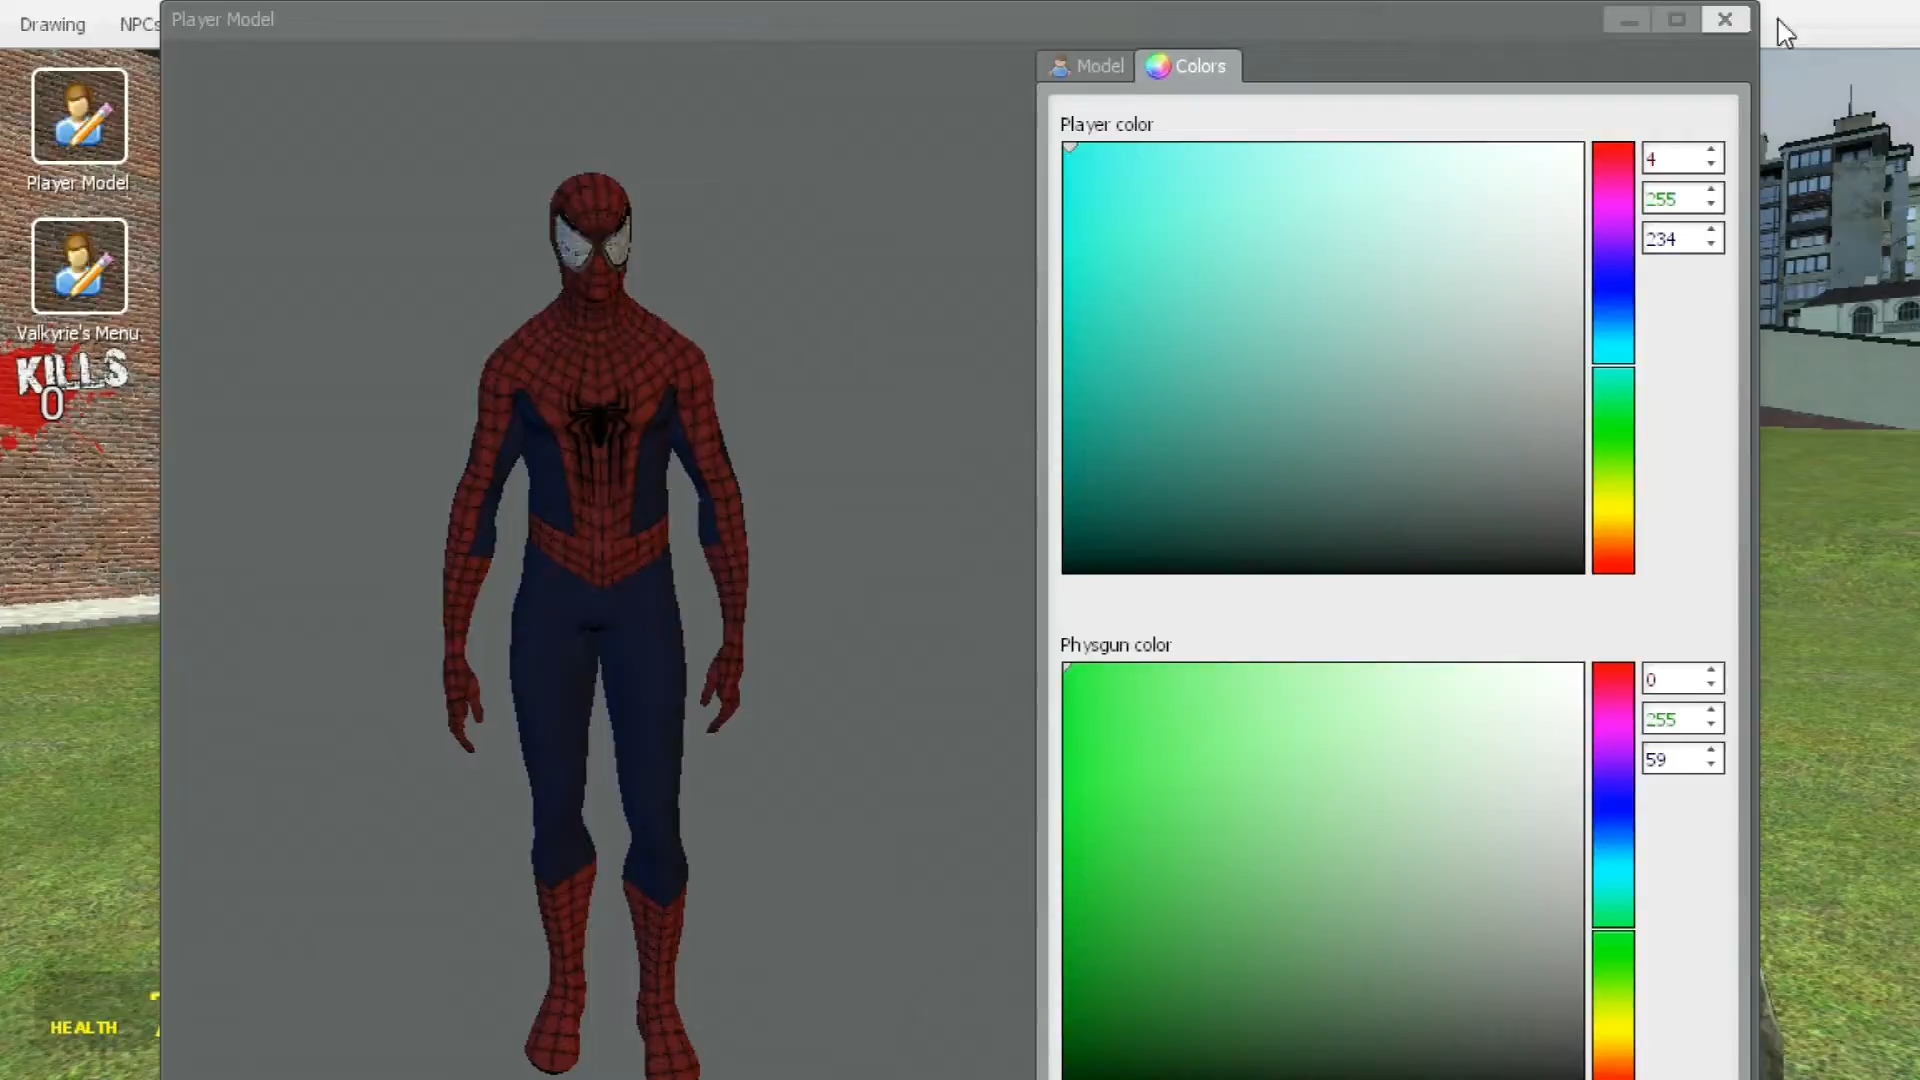 Drawing
NPCs
Player Model
Model
Colors
Player color
4
255
234
Player Model
Valkyrie's Menu
KILLS
0
Physgun color
0
255
59
HEALTH